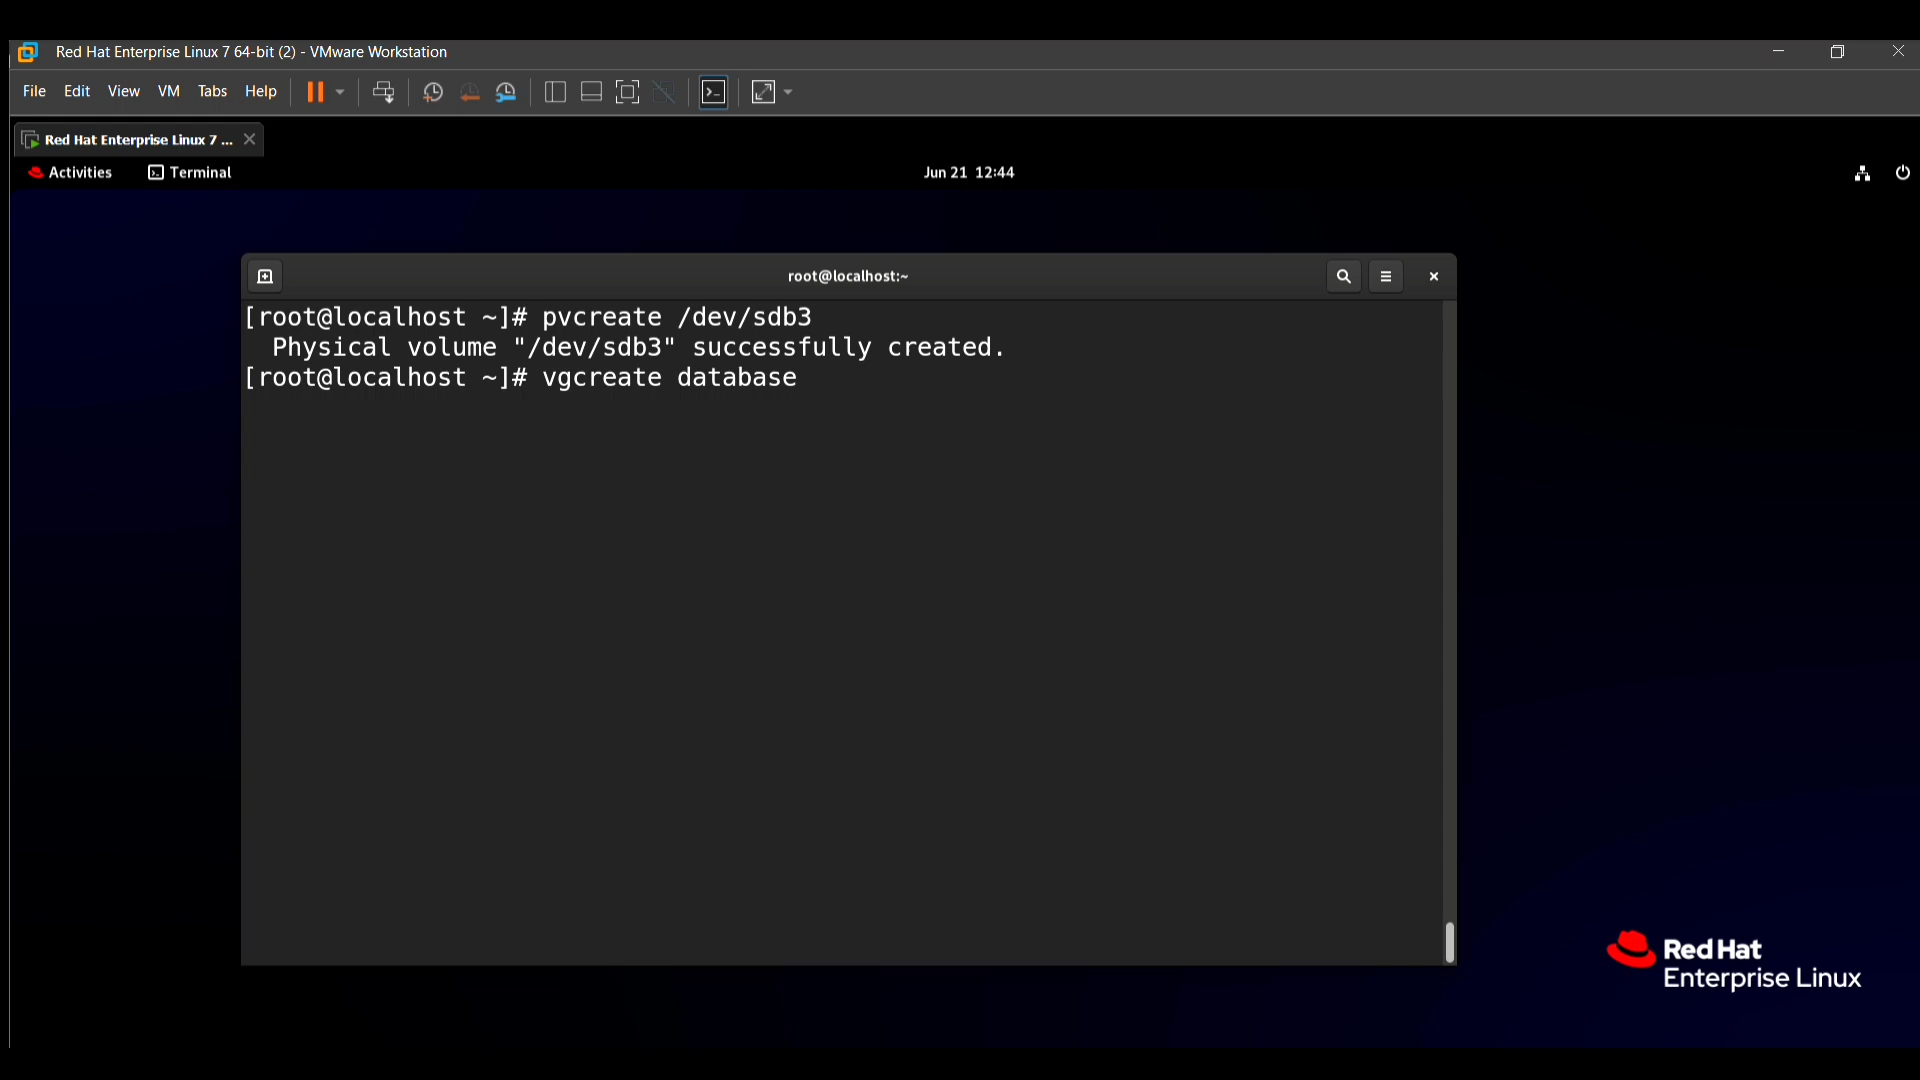 Red Hat Enterprise Linux 7 64-bit (2) - VMware Workstation
File Edit View VM Tabs Help
Red Hat Enterprise Linux 7 ...
Activities Terminal Jun 21 12:44
root@localhost:~
[root@localhost ~]# pvcreate /dev/sdb3
Physical volume "/dev/sdb3" successfully created.
[root@localhost ~]# vgcreate database
Red Hat
Enterprise Linux